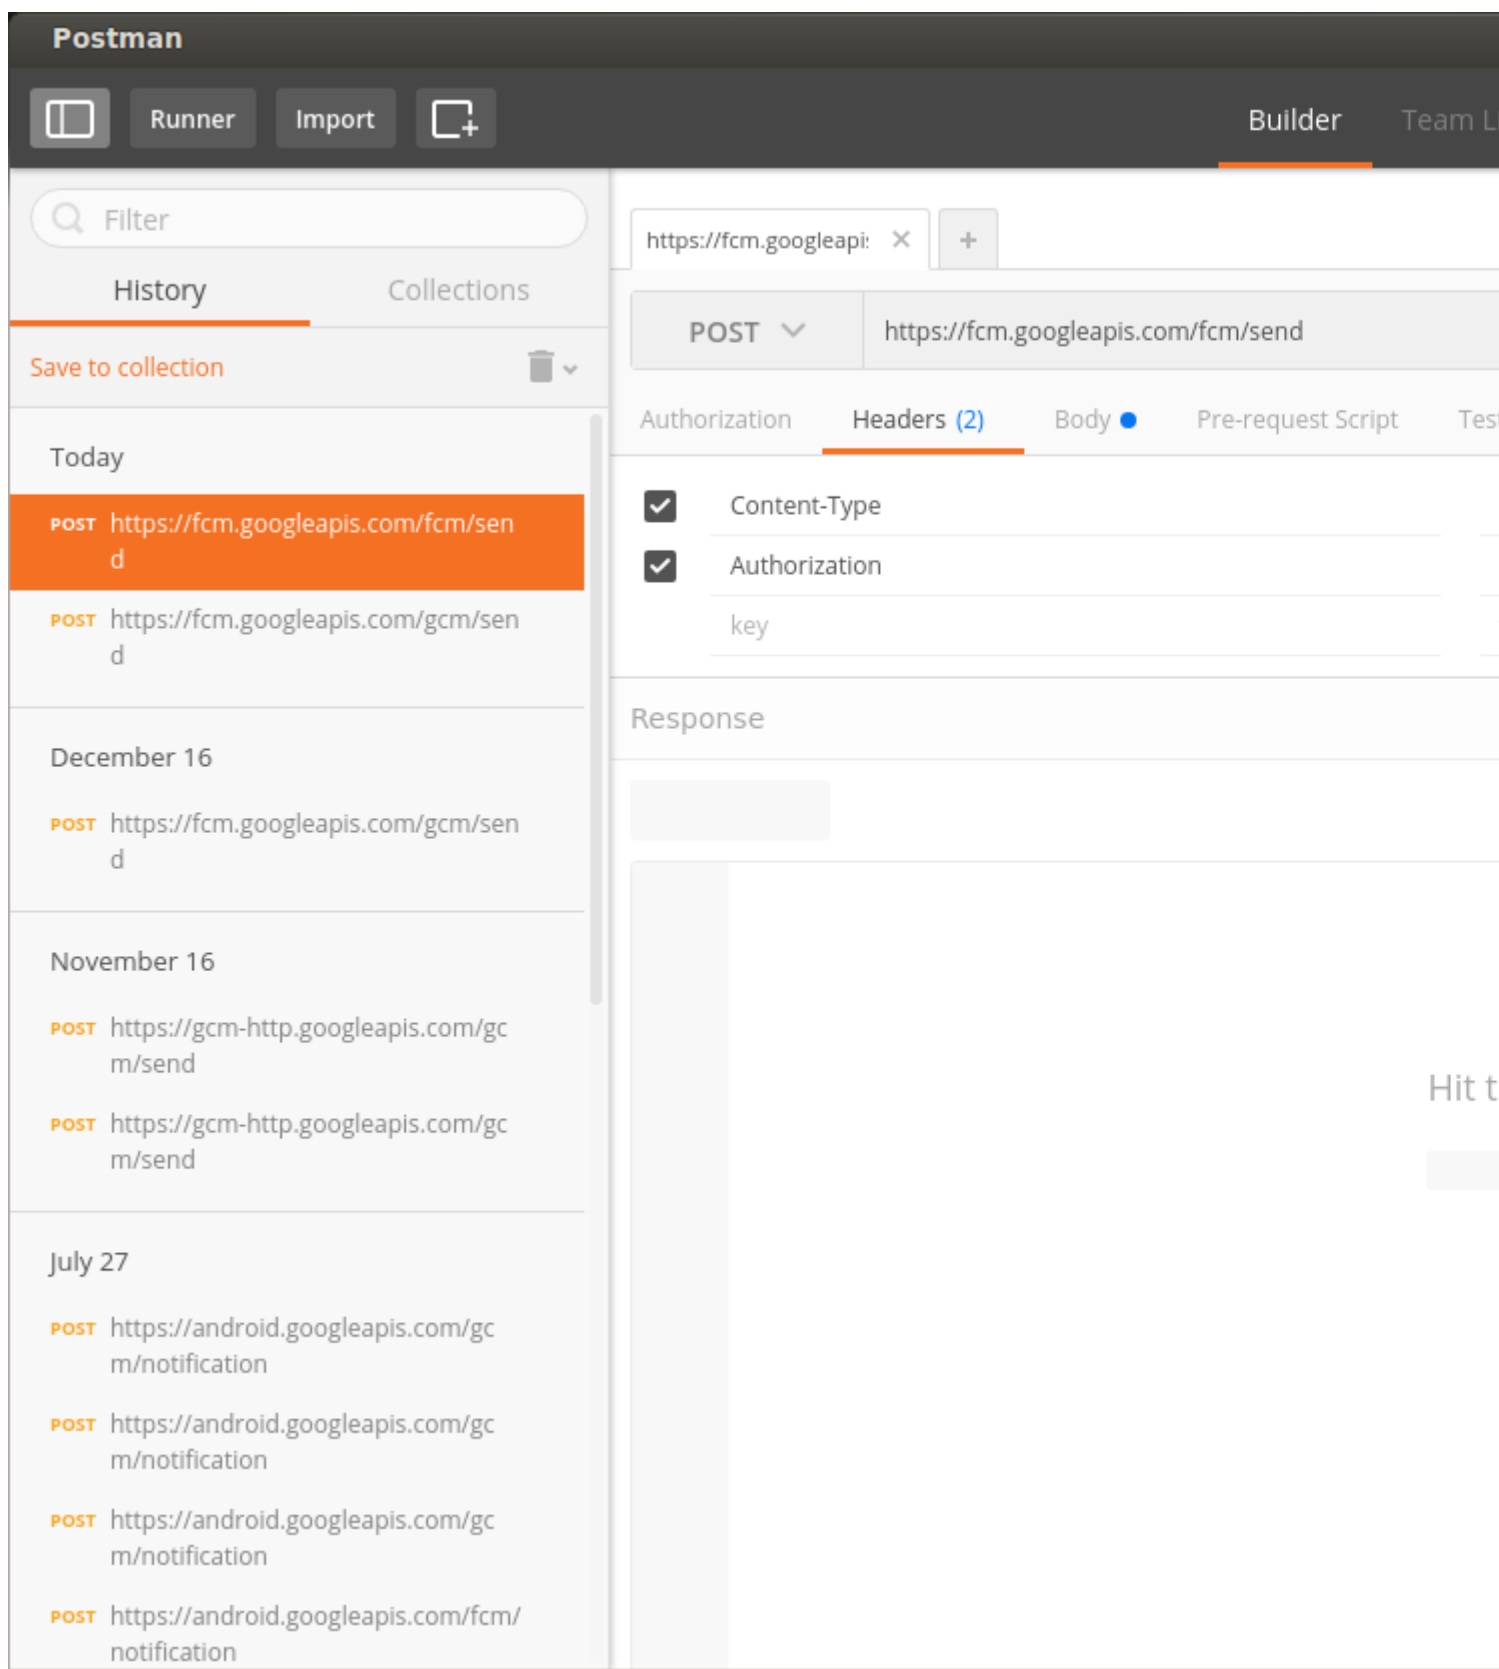 Postman
Runner Import
Builder Team L
Filter
History Collections
Save to collection
Today
POST https://fcm.googleapis.com/fcm/sen
d
POST https://fcm.googleapis.com/gcm/sen
d
December 16
POST https://fcm.googleapis.com/gcm/sen
d
November 16
POST https://gcm-http.googleapis.com/gc
m/send
POST https://gcm-http.googleapis.com/gc
m/send
July 27
POST https://android.googleapis.com/gc
m/notification
POST https://android.googleapis.com/gc
m/notification
POST https://android.googleapis.com/gc
m/notification
POST https://android.googleapis.com/fcm/
notification
https://fcm.googleapi
POST https://fcm.googleapis.com/fcm/send
Authorization Headers (2) Body Pre-request Script Test
Content-Type
Authorization
key
Response
Hit t